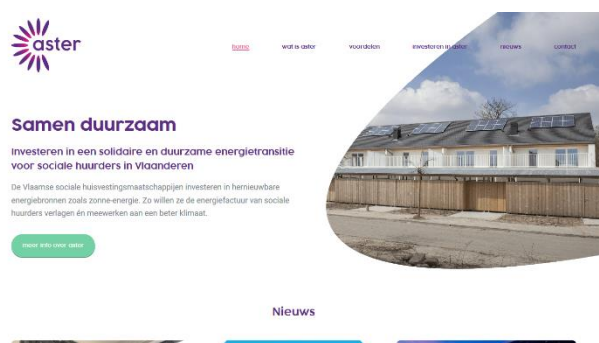 aster
home wat is aster voordelen investeren in aster nieuws contact
Samen duurzaam
Investeren in een solidaire en duurzame energietransitie
voor sociale huurders in Vlaanderen
De Vlaamse sociale huisvestingsmaatschappijen investeren in hernieuwbare
energiebronnen zoals zonne-energie. Zo willen ze de energiefactuur van sociale
huurders verlagen én meewerken aan een beter klimaat.
meer info over aster
Nieuws